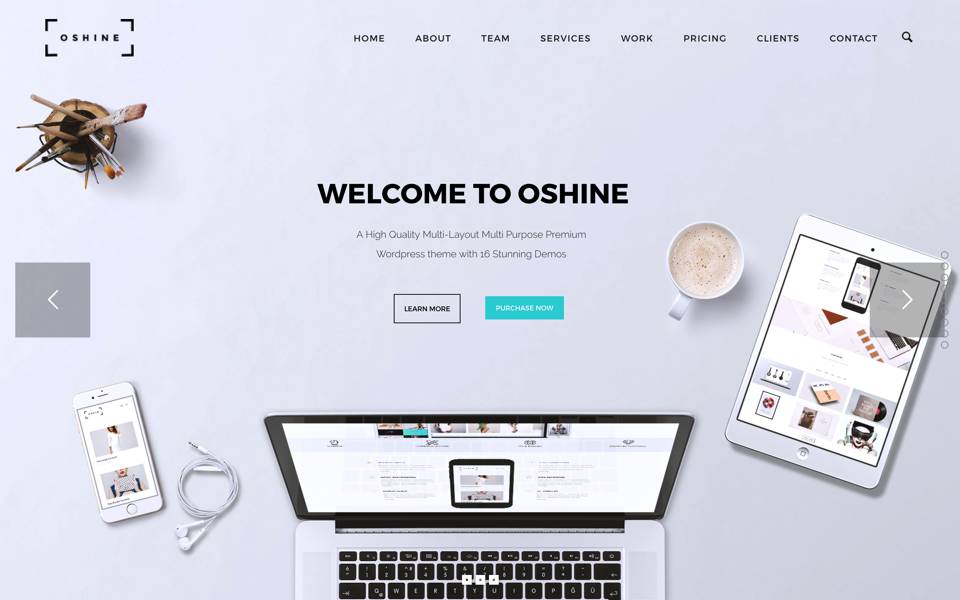 OSHINE
HOME ABOUT TEAM SERVICES WORK PRICING CLIENTS CONTACT
WELCOME TO OSHINE
A High Quality Multi-Layout Multi Purpose Premium
Wordpress theme with 16 Stunning Demos
LEARN MORE
PURCHASE NOW
OSHINE
Q W E R T Y U I O P